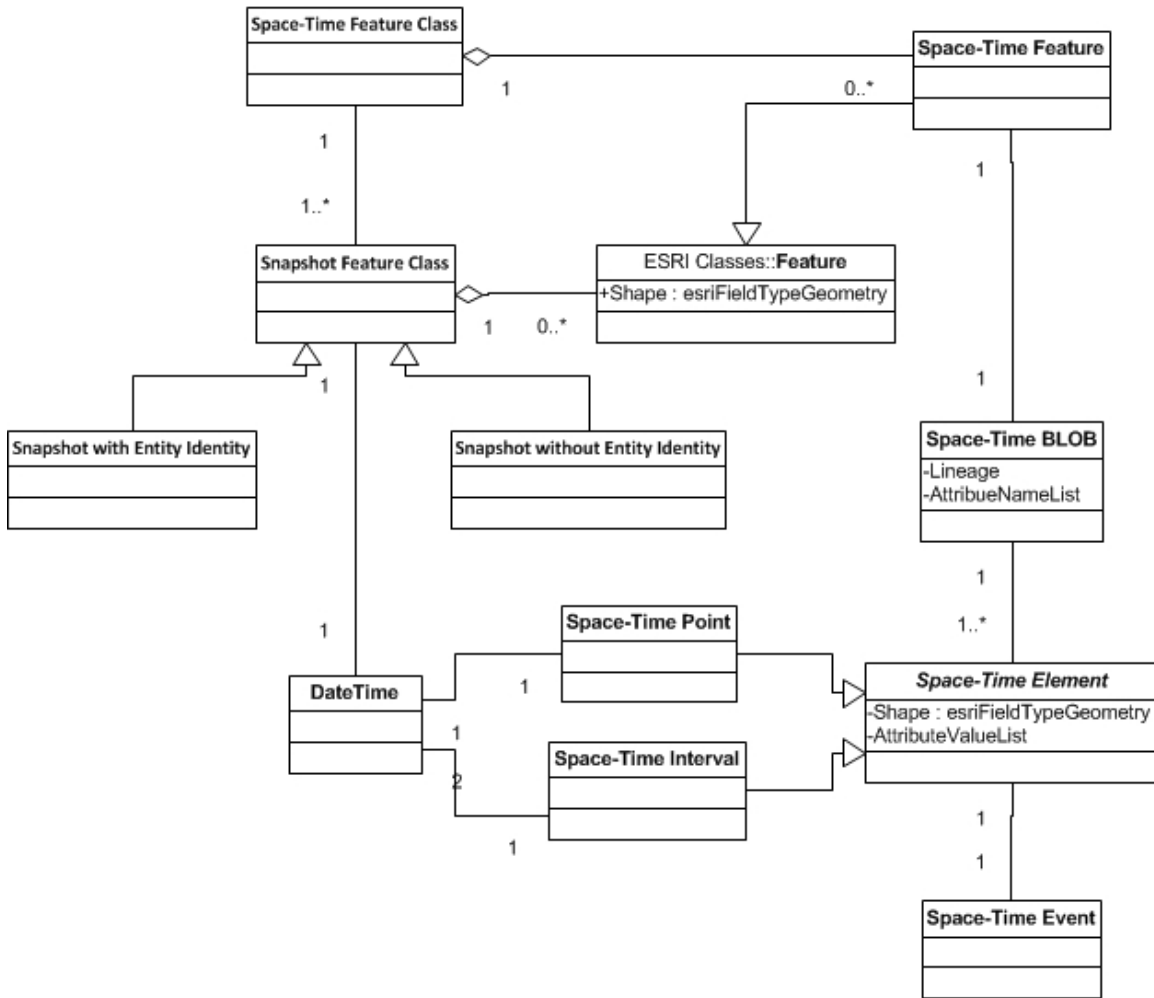 Space-Time Feature Class
Space-Time Feature
1
0..*
1
1
1..*
Snapshot Feature Class
ESRI Classes::Feature
+Shape : esriFieldTypeGeometry
1
0..*
1
1
Snapshot with Entity Identity
Snapshot without Entity Identity
Space-Time BLOB
-Lineage
-AttribueNameList
1
1..*
1
Space-Time Point
DateTime
1
1
2
Space-Time Interval
1
Space-Time Element
-Shape : esriFieldTypeGeometry
-AttributeValueList
1
1
Space-Time Event